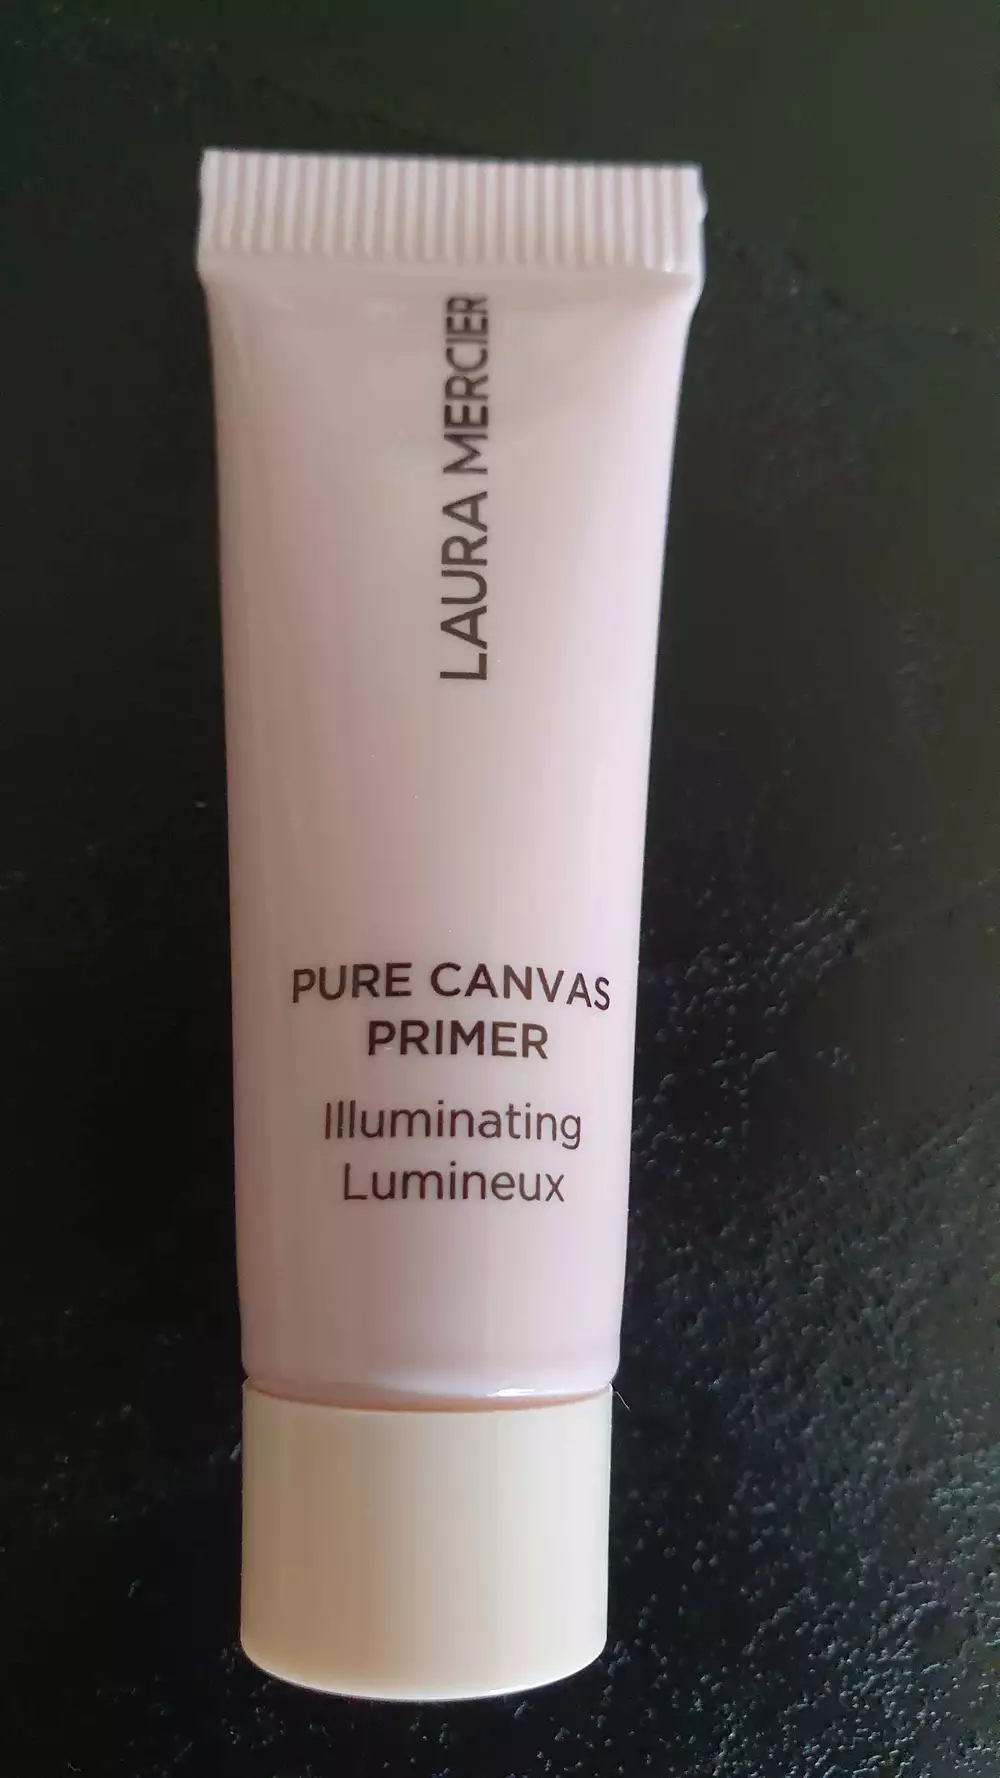 LAURA MERCIER
PURE CANVAS
PRIMER
Illuminating
Lumineux